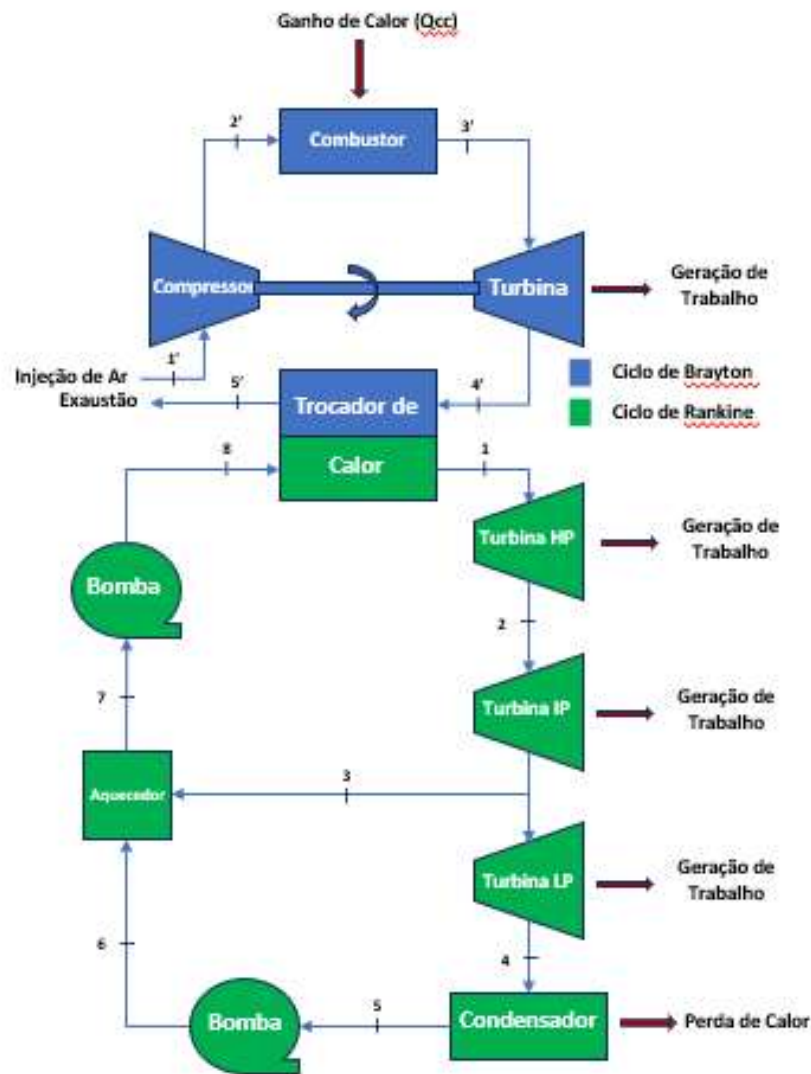 Ganho de Calor (Qcc)
2'
3'
Combustor
Compressor
Turbina
Geração de
Trabalho
1'
Injeção de Ar
Exaustão
5'
4'
Trocador de
Calor
Ciclo de Brayton
Ciclo de Rankine
8
1
Turbina HP
Geração de
Trabalho
Bomba
2
7
Turbina IP
Geração de
Trabalho
3
Aquecedor
Turbina LP
Geração de
Trabalho
6
4
5
Bomba
Condensador
Perda de Calor